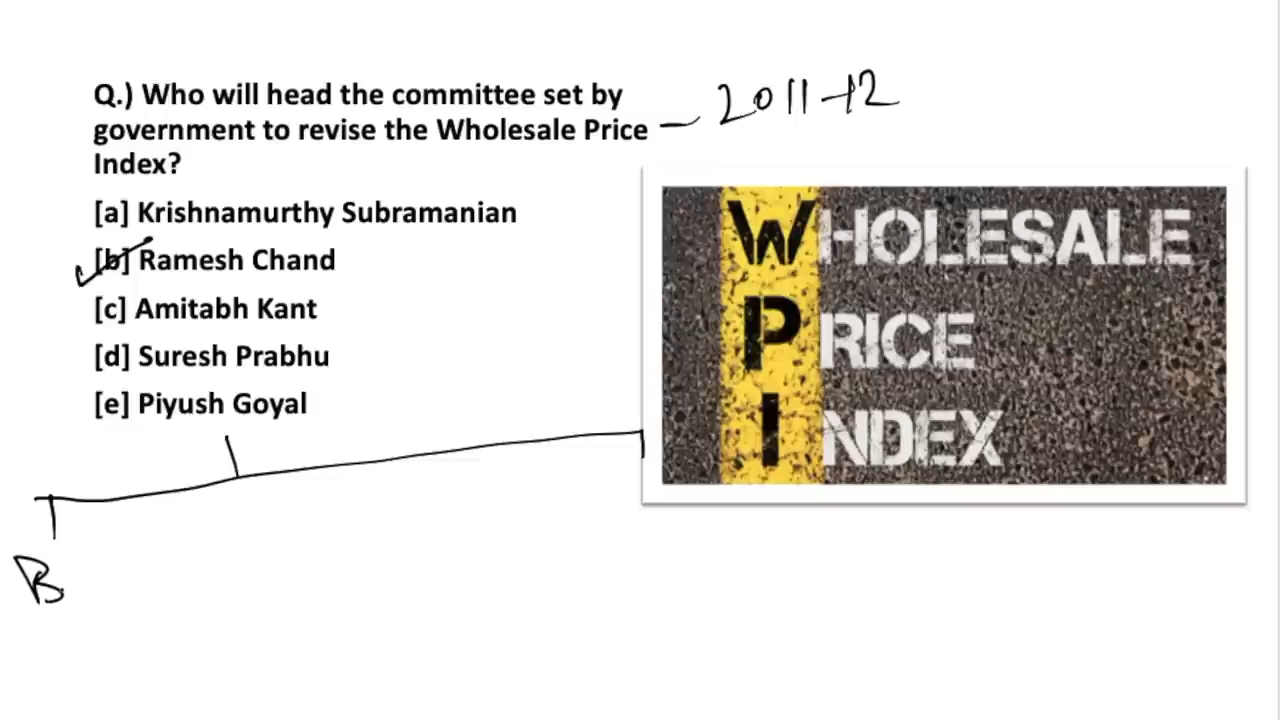 Q.) Who will head the committee set by
government to revise the Wholesale Price – 2011-12
Index?
[a] Krishnamurthy Subramanian
[b] Ramesh Chand
[c] Amitabh Kant
[d] Suresh Prabhu
[e] Piyush Goyal
WHOLESALE
PRICE
INDEX
B